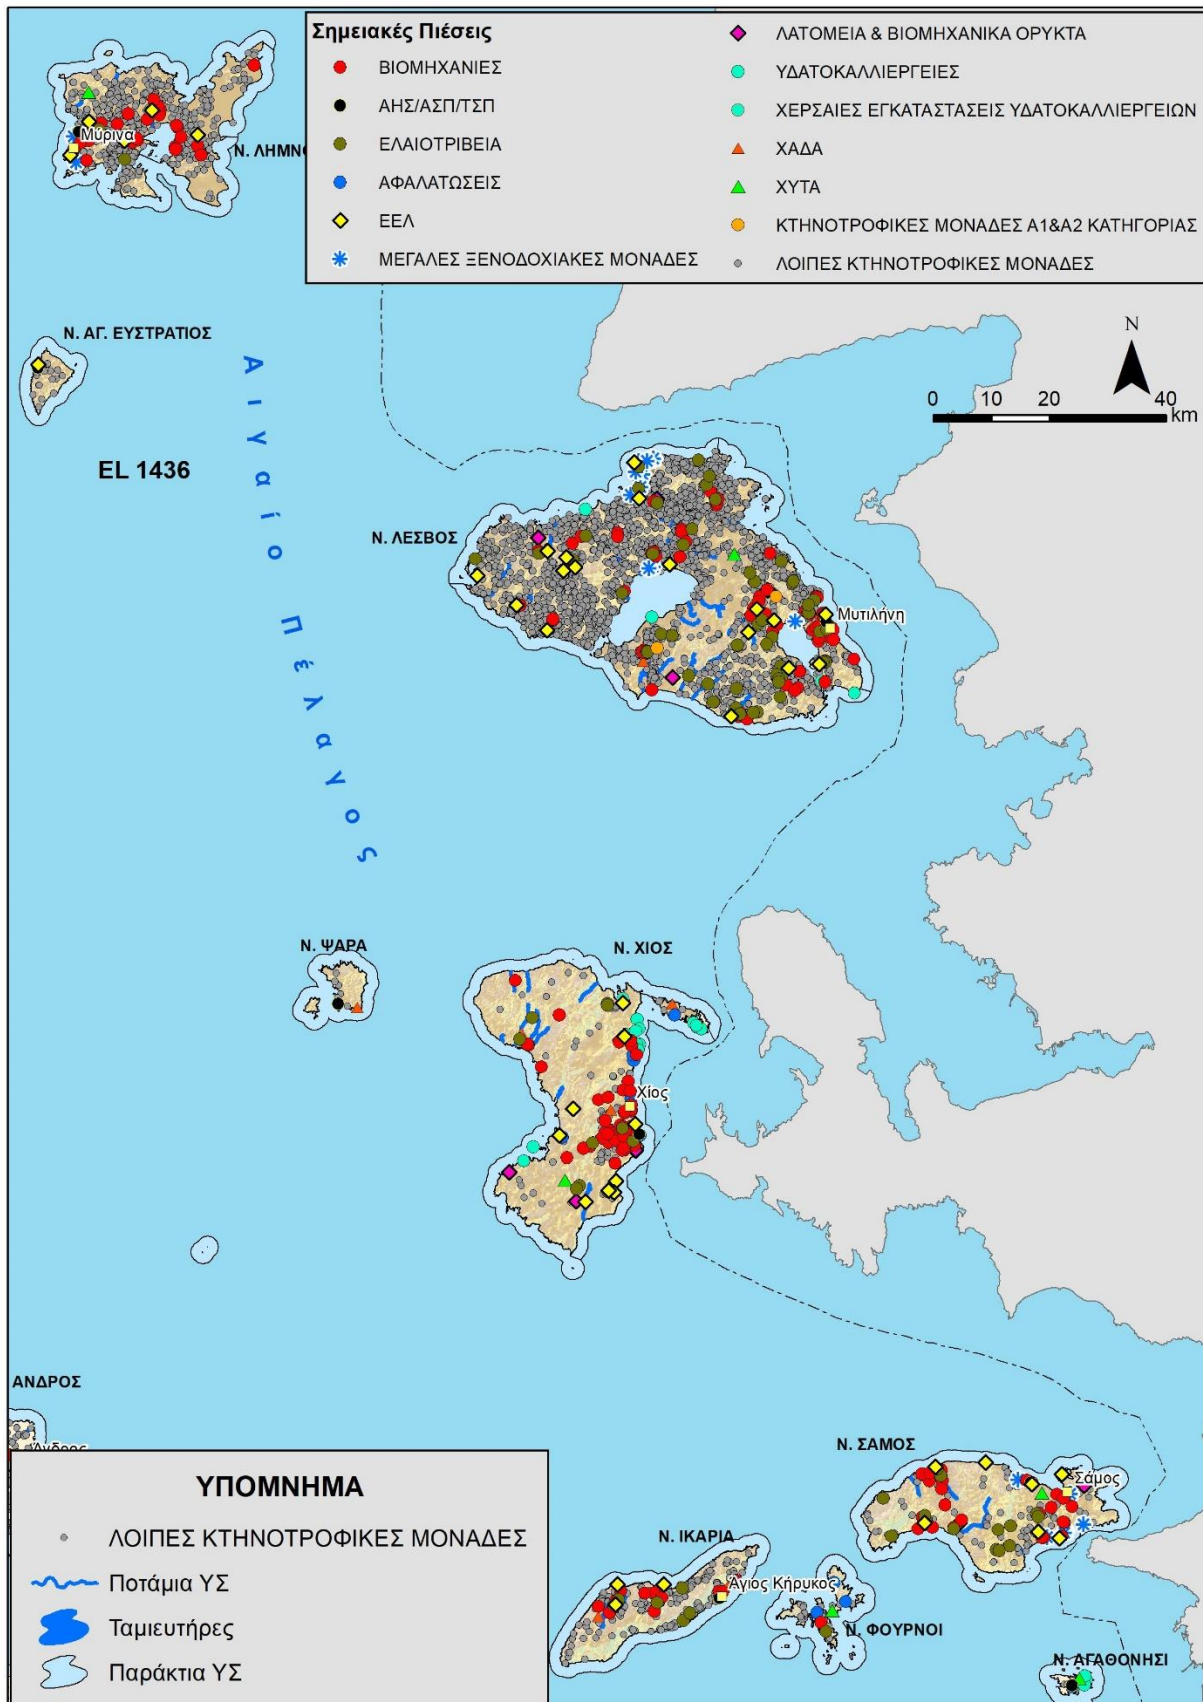 Σημειακές Πιέσεις
ΒΙΟΜΗΧΑΝΙΕΣ
ΑΗΣ/ΑΣΠ/ΤΣΠ
ΕΛΑΙΟΤΡΙΒΕΙΑ
ΑΦΑΛΑΤΩΣΕΙΣ
ΕΕΛ
ΜΕΓΑΛΕΣ ΞΕΝΟΔΟΧΙΑΚΕΣ ΜΟΝΑΔΕΣ
ΛΑΤΟΜΕΙΑ & ΒΙΟΜΗΧΑΝΙΚΑ ΟΡΥΚΤΑ
ΥΔΑΤΟΚΑΛΛΙΕΡΓΕΙΕΣ
ΧΕΡΣΑΙΕΣ ΕΓΚΑΤΑΣΤΑΣΕΙΣ ΥΔΑΤΟΚΑΛΛΙΕΡΓΕΙΩΝ
ΧΑΔΑ
ΧΥΤΑ
ΚΤΗΝΟΤΡΟΦΙΚΕΣ ΜΟΝΑΔΕΣ Α1&Α2 ΚΑΤΗΓΟΡΙΑΣ
ΛΟΙΠΕΣ ΚΤΗΝΟΤΡΟΦΙΚΕΣ ΜΟΝΑΔΕΣ
Μύρινα
Ν. ΛΗΜΝΟ
Ν. ΑΓ. ΕΥΣΤΡΑΤΙΟΣ
N
0 10 20 40
km
Αιγαίο Πέλαγος
EL 1436
Ν. ΛΕΣΒΟΣ
Μυτιλήνη
Ν. ΨΑΡΑ
Ν. ΧΙΟΣ
Χίος
ΑΝΔΡΟΣ
Άνδρος
Ν. ΣΑΜΟΣ
Σάμος
Ν. ΙΚΑΡΙΑ
Άγιος Κήρυκος
Ν. ΦΟΥΡΝΟΙ
Ν. ΑΓΑΘΟΝΗΣΙ
ΥΠΟΜΝΗΜΑ
ΛΟΙΠΕΣ ΚΤΗΝΟΤΡΟΦΙΚΕΣ ΜΟΝΑΔΕΣ
Ποτάμια ΥΣ
Ταμιευτήρες
Παράκτια ΥΣ